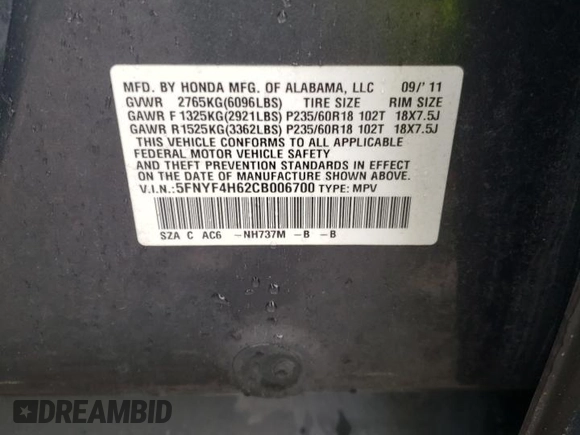 MFD. BY HONDA MFG. OF ALABAMA, LLC 09/'11
GVWR 2765KG(6096LBS) TIRE SIZE RIM SIZE
GAWR F 1325KG(2921LBS) P235/60R18 102T 18X7.5J
GAWR R 1525KG(3362LBS) P235/60R18 102T 18X7.5J
THIS VEHICLE CONFORMS TO ALL APPLICABLE
FEDERAL MOTOR VEHICLE SAFETY
AND THEFT PREVENTION STANDARDS IN EFFECT
ON THE DATE OF MANUFACTURE SHOWN ABOVE.
V.I.N.:5FNYF4H62CB006700 TYPE: MPV
SZA C AC6 -NH737M -B -B
DREAMBID